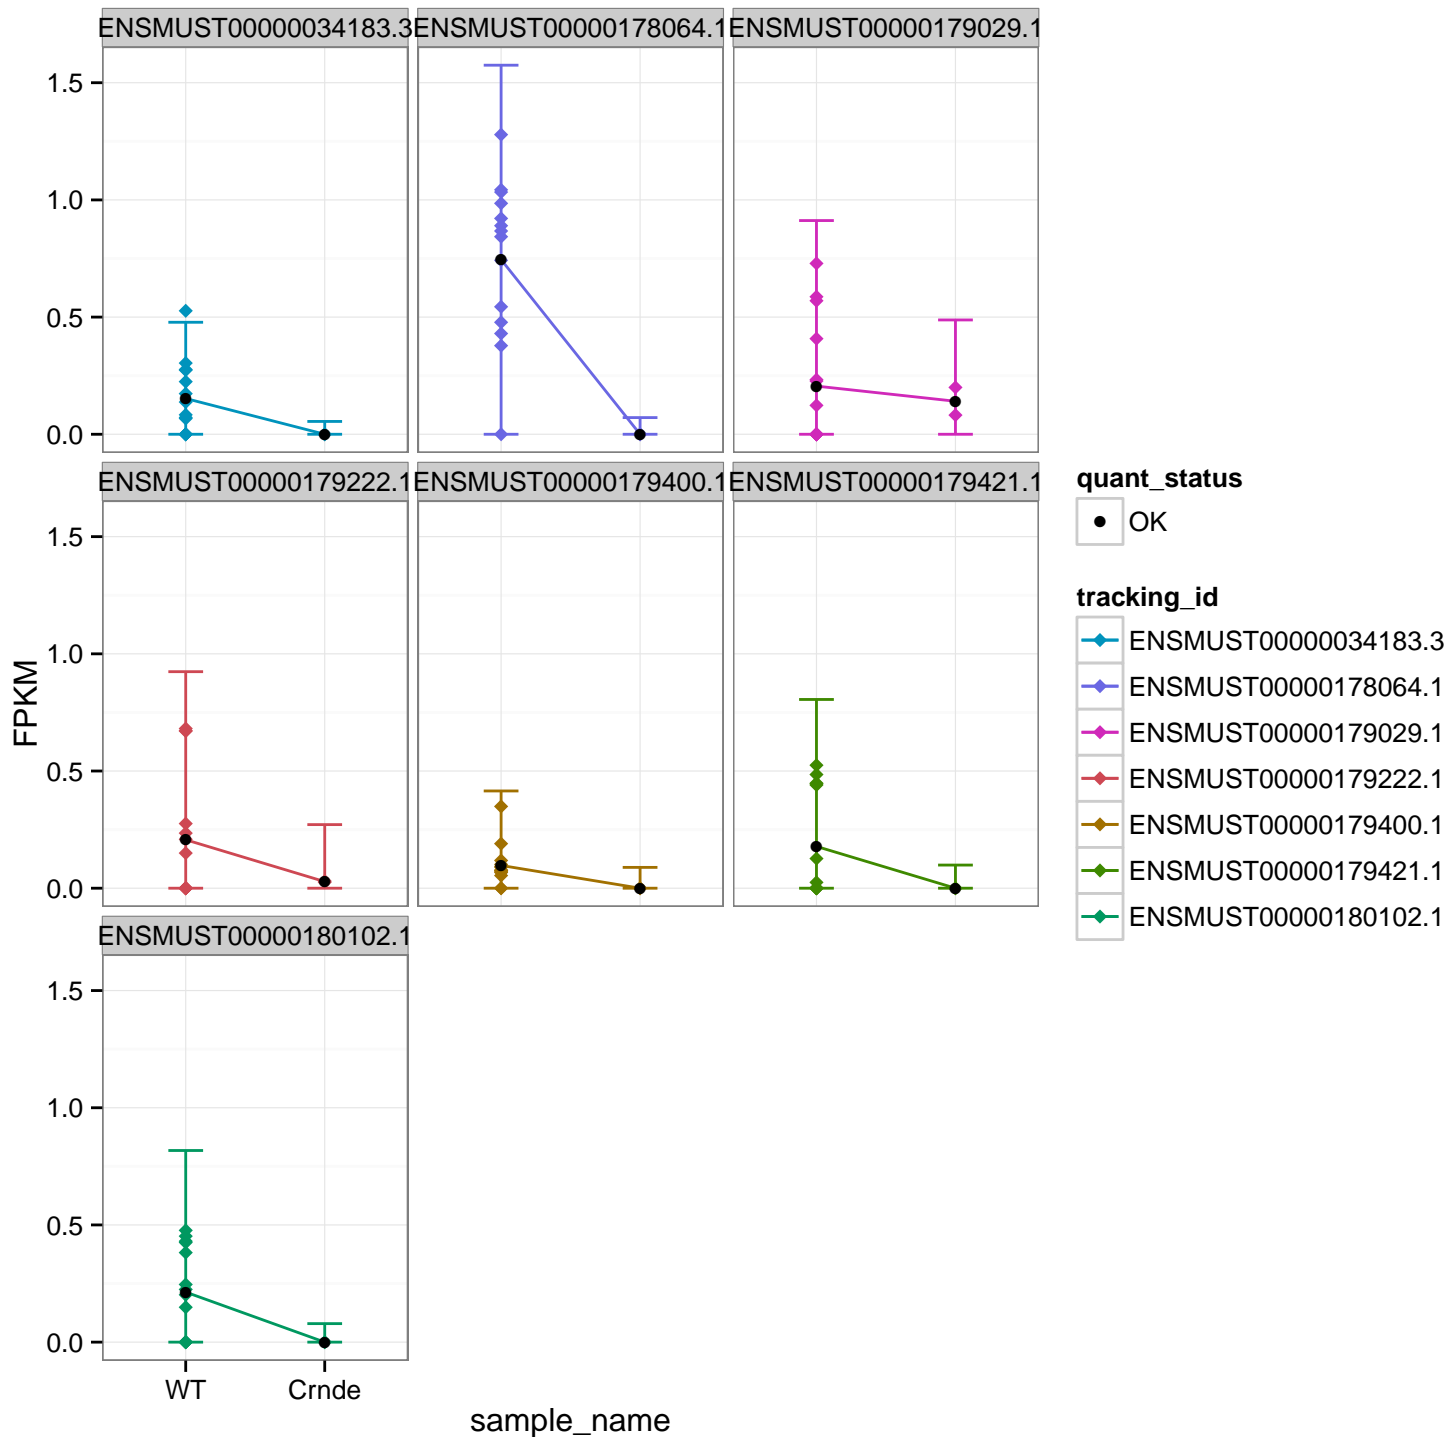 ENSMUST00000034183.3 ENSMUST00000178064.1 ENSMUST00000179029.1
1.5
1.0
0.5
0.0
ENSMUST00000179222.1 ENSMUST00000179400.1 ENSMUST00000179421.1
1.5
1.0
0.5
0.0
ENSMUST00000180102.1
1.5
1.0
0.5
0.0
FPKM
WT Crnde
sample_name
quant_status
OK
tracking_id
ENSMUST00000034183.3
ENSMUST00000178064.1
ENSMUST00000179029.1
ENSMUST00000179222.1
ENSMUST00000179400.1
ENSMUST00000179421.1
ENSMUST00000180102.1